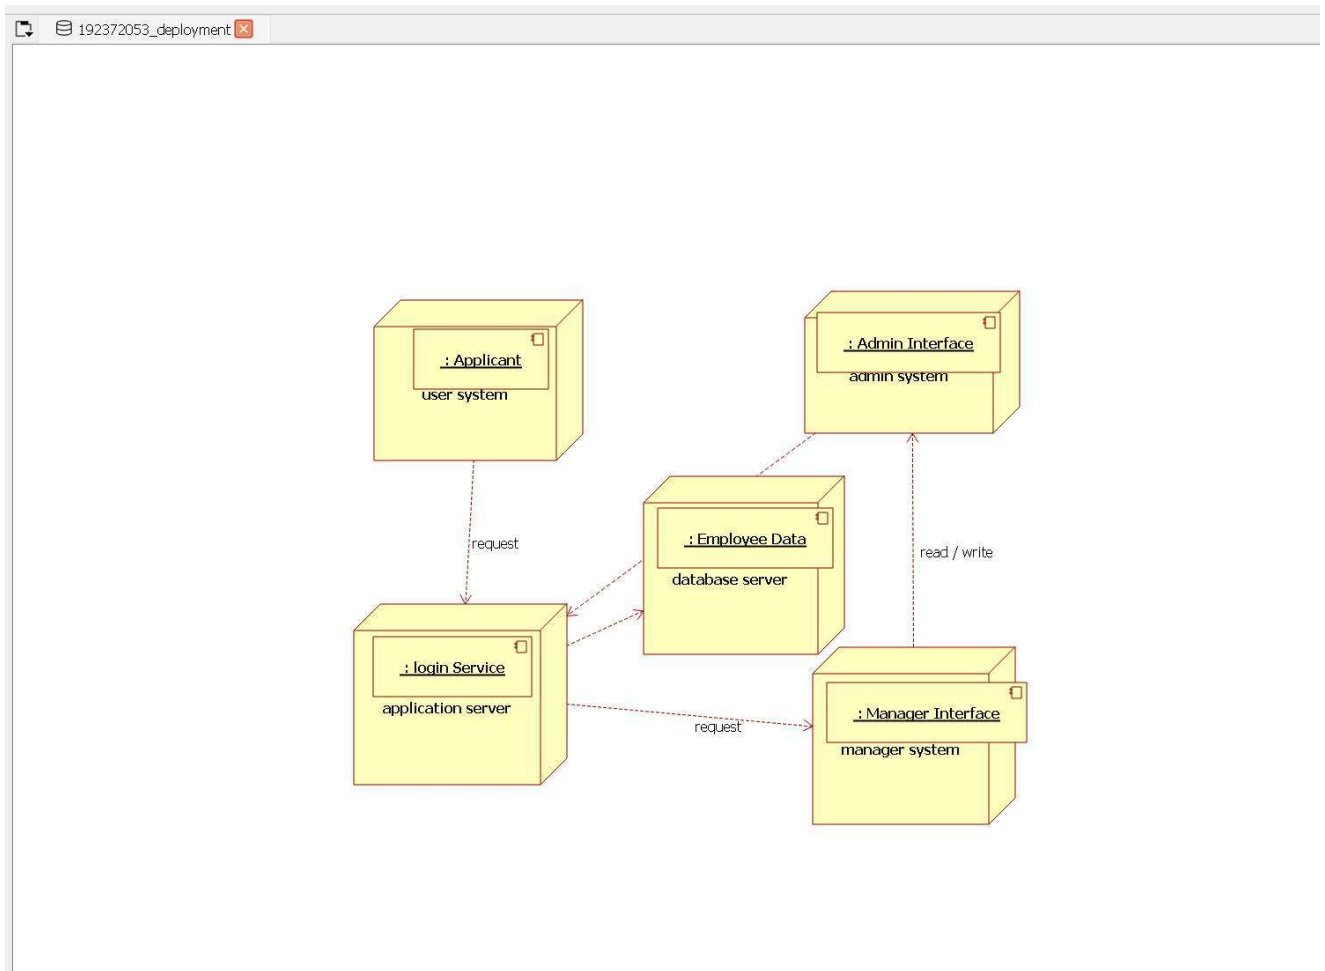 192372053_deployment
: Applicant
user system
: Admin Interface
admin system
request
: Employee Data
database server
read / write
: login Service
application server
request
: Manager Interface
manager system